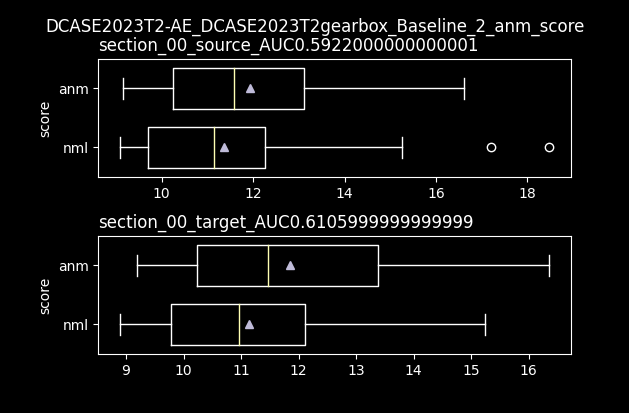 DCASE2023T2-AE_DCASE2023T2gearbox_Baseline_2_anm_score
section_00_source_AUC0.5922000000000001
anm
nml
score
10 12 14 16 18
section_00_target_AUC0.6105999999999999
anm
nml
score
9 10 11 12 13 14 15 16